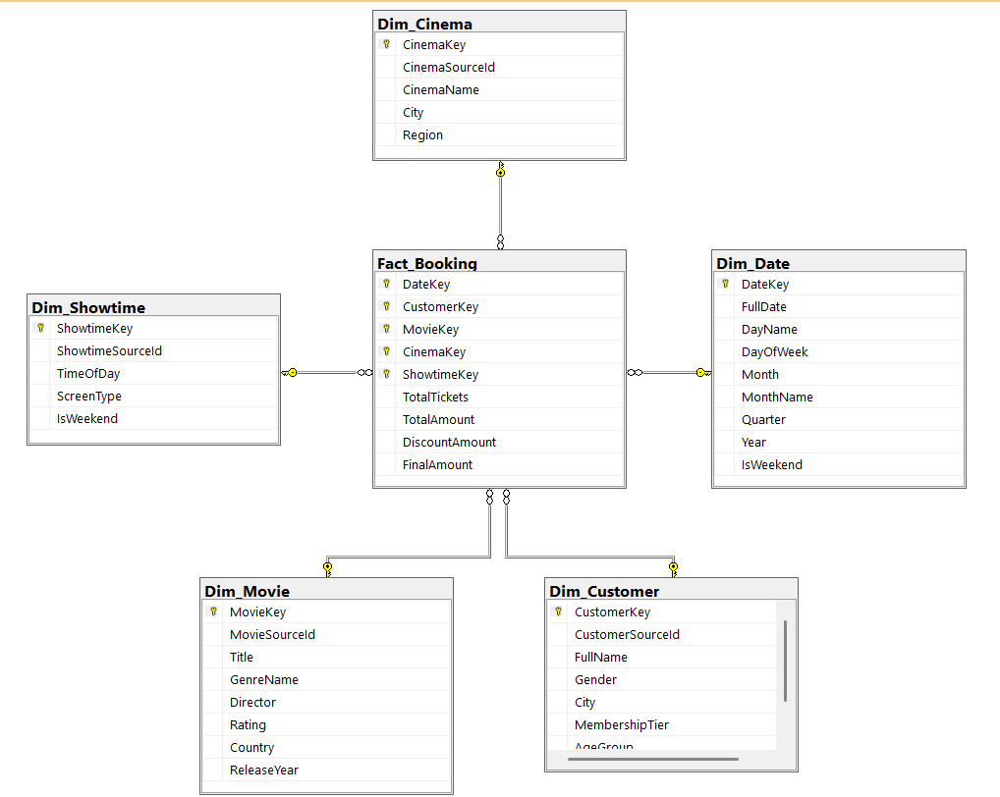 Dim_Cinema
CinemaKey
CinemaSourceId
CinemaName
City
Region
Fact_Booking
DateKey
CustomerKey
MovieKey
CinemaKey
ShowtimeKey
TotalTickets
TotalAmount
DiscountAmount
FinalAmount
Dim_Date
DateKey
FullDate
DayName
DayOfWeek
Month
MonthName
Quarter
Year
IsWeekend
Dim_Showtime
ShowtimeKey
ShowtimeSourceId
TimeOfDay
ScreenType
IsWeekend
Dim_Movie
MovieKey
MovieSourceId
Title
GenreName
Director
Rating
Country
ReleaseYear
Dim_Customer
CustomerKey
CustomerSourceId
FullName
Gender
City
MembershipTier
AgeGroup